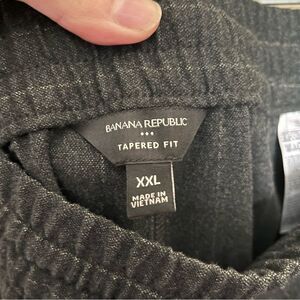 BANANA REPUBLIC
TAPERED FIT
XXL
MADE IN
VIETNAM